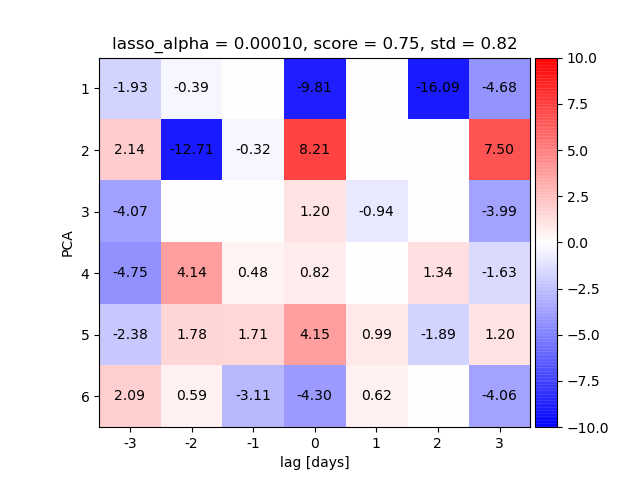 lasso_alpha = 0.00010, score = 0.75, std = 0.82
1 -1.93 -0.39 -9.81 -16.09 -4.68
2 2.14 -12.71 -0.32 8.21 7.50
3 -4.07 1.20 -0.94 -3.99
4 -4.75 4.14 0.48 0.82 1.34 -1.63
5 -2.38 1.78 1.71 4.15 0.99 -1.89 1.20
6 2.09 0.59 -3.11 -4.30 0.62 -4.06
PCA
-3 -2 -1 0 1 2 3
lag [days]
10.0
7.5
5.0
2.5
0.0
−2.5
−5.0
−7.5
−10.0